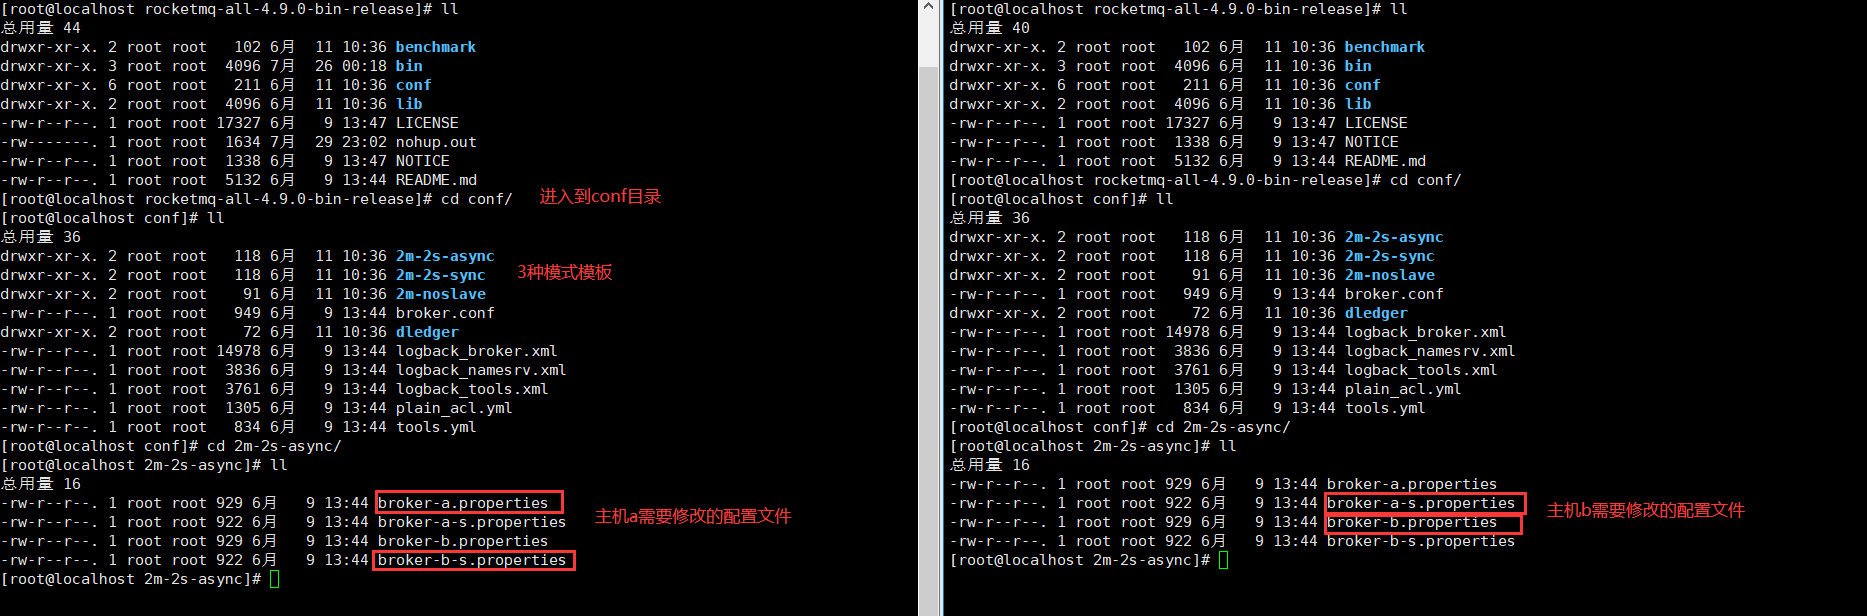 [root@localhost rocketmq-all-4.9.0-bin-release]# ll
总用量 44
drwxr-xr-x. 2 root root   102 6月  11 10:36 benchmark
drwxr-xr-x. 3 root root  4096 7月  26 00:18 bin
drwxr-xr-x. 6 root root   211 6月  11 10:36 conf
drwxr-xr-x. 2 root root  4096 6月  11 10:36 lib
-rw-r--r--. 1 root root 17327 6月   9 13:47 LICENSE
-rw-------. 1 root root  1634 7月  29 23:02 nohup.out
-rw-r--r--. 1 root root  1338 6月   9 13:47 NOTICE
-rw-r--r--. 1 root root  5132 6月   9 13:44 README.md
[root@localhost rocketmq-all-4.9.0-bin-release]# cd conf/
进入到conf目录
[root@localhost conf]# ll
总用量 36
drwxr-xr-x. 2 root root   118 6月  11 10:36 2m-2s-async
drwxr-xr-x. 2 root root   118 6月  11 10:36 2m-2s-sync
3种模式模板
drwxr-xr-x. 2 root root    91 6月  11 10:36 2m-noslave
-rw-r--r--. 1 root root   949 6月   9 13:44 broker.conf
drwxr-xr-x. 2 root root    72 6月  11 10:36 dledger
-rw-r--r--. 1 root root 14978 6月   9 13:44 logback_broker.xml
-rw-r--r--. 1 root root  3836 6月   9 13:44 logback_namesrv.xml
-rw-r--r--. 1 root root  3761 6月   9 13:44 logback_tools.xml
-rw-r--r--. 1 root root  1305 6月   9 13:44 plain_acl.yml
-rw-r--r--. 1 root root   834 6月   9 13:44 tools.yml
[root@localhost conf]# cd 2m-2s-async/
[root@localhost 2m-2s-async]# ll
总用量 16
-rw-r--r--. 1 root root 929 6月   9 13:44 broker-a.properties
-rw-r--r--. 1 root root 922 6月   9 13:44 broker-a-s.properties
主机a需要修改的配置文件
-rw-r--r--. 1 root root 929 6月   9 13:44 broker-b.properties
-rw-r--r--. 1 root root 922 6月   9 13:44 broker-b-s.properties
[root@localhost 2m-2s-async]#
[root@localhost rocketmq-all-4.9.0-bin-release]# ll
总用量 40
drwxr-xr-x. 2 root root   102 6月  11 10:36 benchmark
drwxr-xr-x. 3 root root  4096 6月  11 10:36 bin
drwxr-xr-x. 6 root root   211 6月  11 10:36 conf
drwxr-xr-x. 2 root root  4096 6月  11 10:36 lib
-rw-r--r--. 1 root root 17327 6月   9 13:47 LICENSE
-rw-r--r--. 1 root root  1338 6月   9 13:47 NOTICE
-rw-r--r--. 1 root root  5132 6月   9 13:44 README.md
[root@localhost rocketmq-all-4.9.0-bin-release]# cd conf/
[root@localhost conf]# ll
总用量 36
drwxr-xr-x. 2 root root   118 6月  11 10:36 2m-2s-async
drwxr-xr-x. 2 root root   118 6月  11 10:36 2m-2s-sync
drwxr-xr-x. 2 root root    91 6月  11 10:36 2m-noslave
-rw-r--r--. 1 root root   949 6月   9 13:44 broker.conf
drwxr-xr-x. 2 root root    72 6月  11 10:36 dledger
-rw-r--r--. 1 root root 14978 6月   9 13:44 logback_broker.xml
-rw-r--r--. 1 root root  3836 6月   9 13:44 logback_namesrv.xml
-rw-r--r--. 1 root root  3761 6月   9 13:44 logback_tools.xml
-rw-r--r--. 1 root root  1305 6月   9 13:44 plain_acl.yml
-rw-r--r--. 1 root root   834 6月   9 13:44 tools.yml
[root@localhost conf]# cd 2m-2s-async/
[root@localhost 2m-2s-async]# ll
总用量 16
-rw-r--r--. 1 root root 929 6月   9 13:44 broker-a.properties
-rw-r--r--. 1 root root 922 6月   9 13:44 broker-a-s.properties
主机b需要修改的配置文件
-rw-r--r--. 1 root root 929 6月   9 13:44 broker-b.properties
-rw-r--r--. 1 root root 922 6月   9 13:44 broker-b-s.properties
[root@localhost 2m-2s-async]#